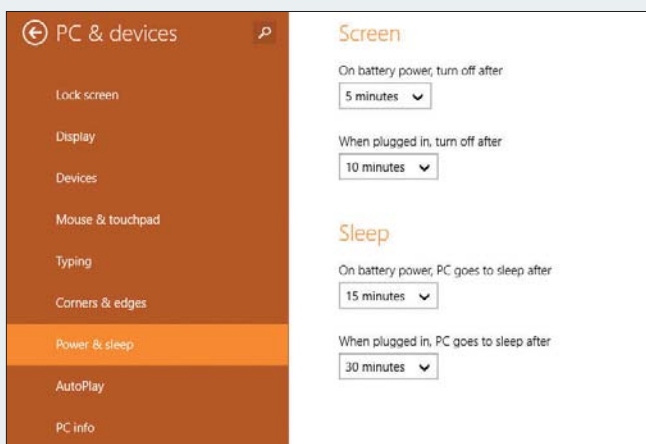 PC & devices
Lock screen
Display
Devices
Mouse & touchpad
Typing
Corners & edges
Power & sleep
AutoPlay
PC info
Screen
On battery power, turn off after
5 minutes
When plugged in, turn off after
10 minutes
Sleep
On battery power, PC goes to sleep after
15 minutes
When plugged in, PC goes to sleep after
30 minutes